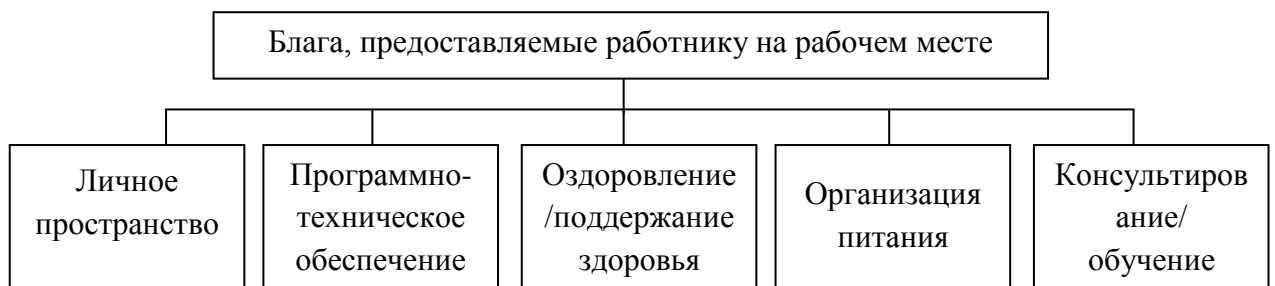 Блага, предоставляемые работнику на рабочем месте
Личное
пространство
Программно-
техническое
обеспечение
Оздоровление
/поддержание
здоровья
Организация
питания
Консультиров
ание/
обучение